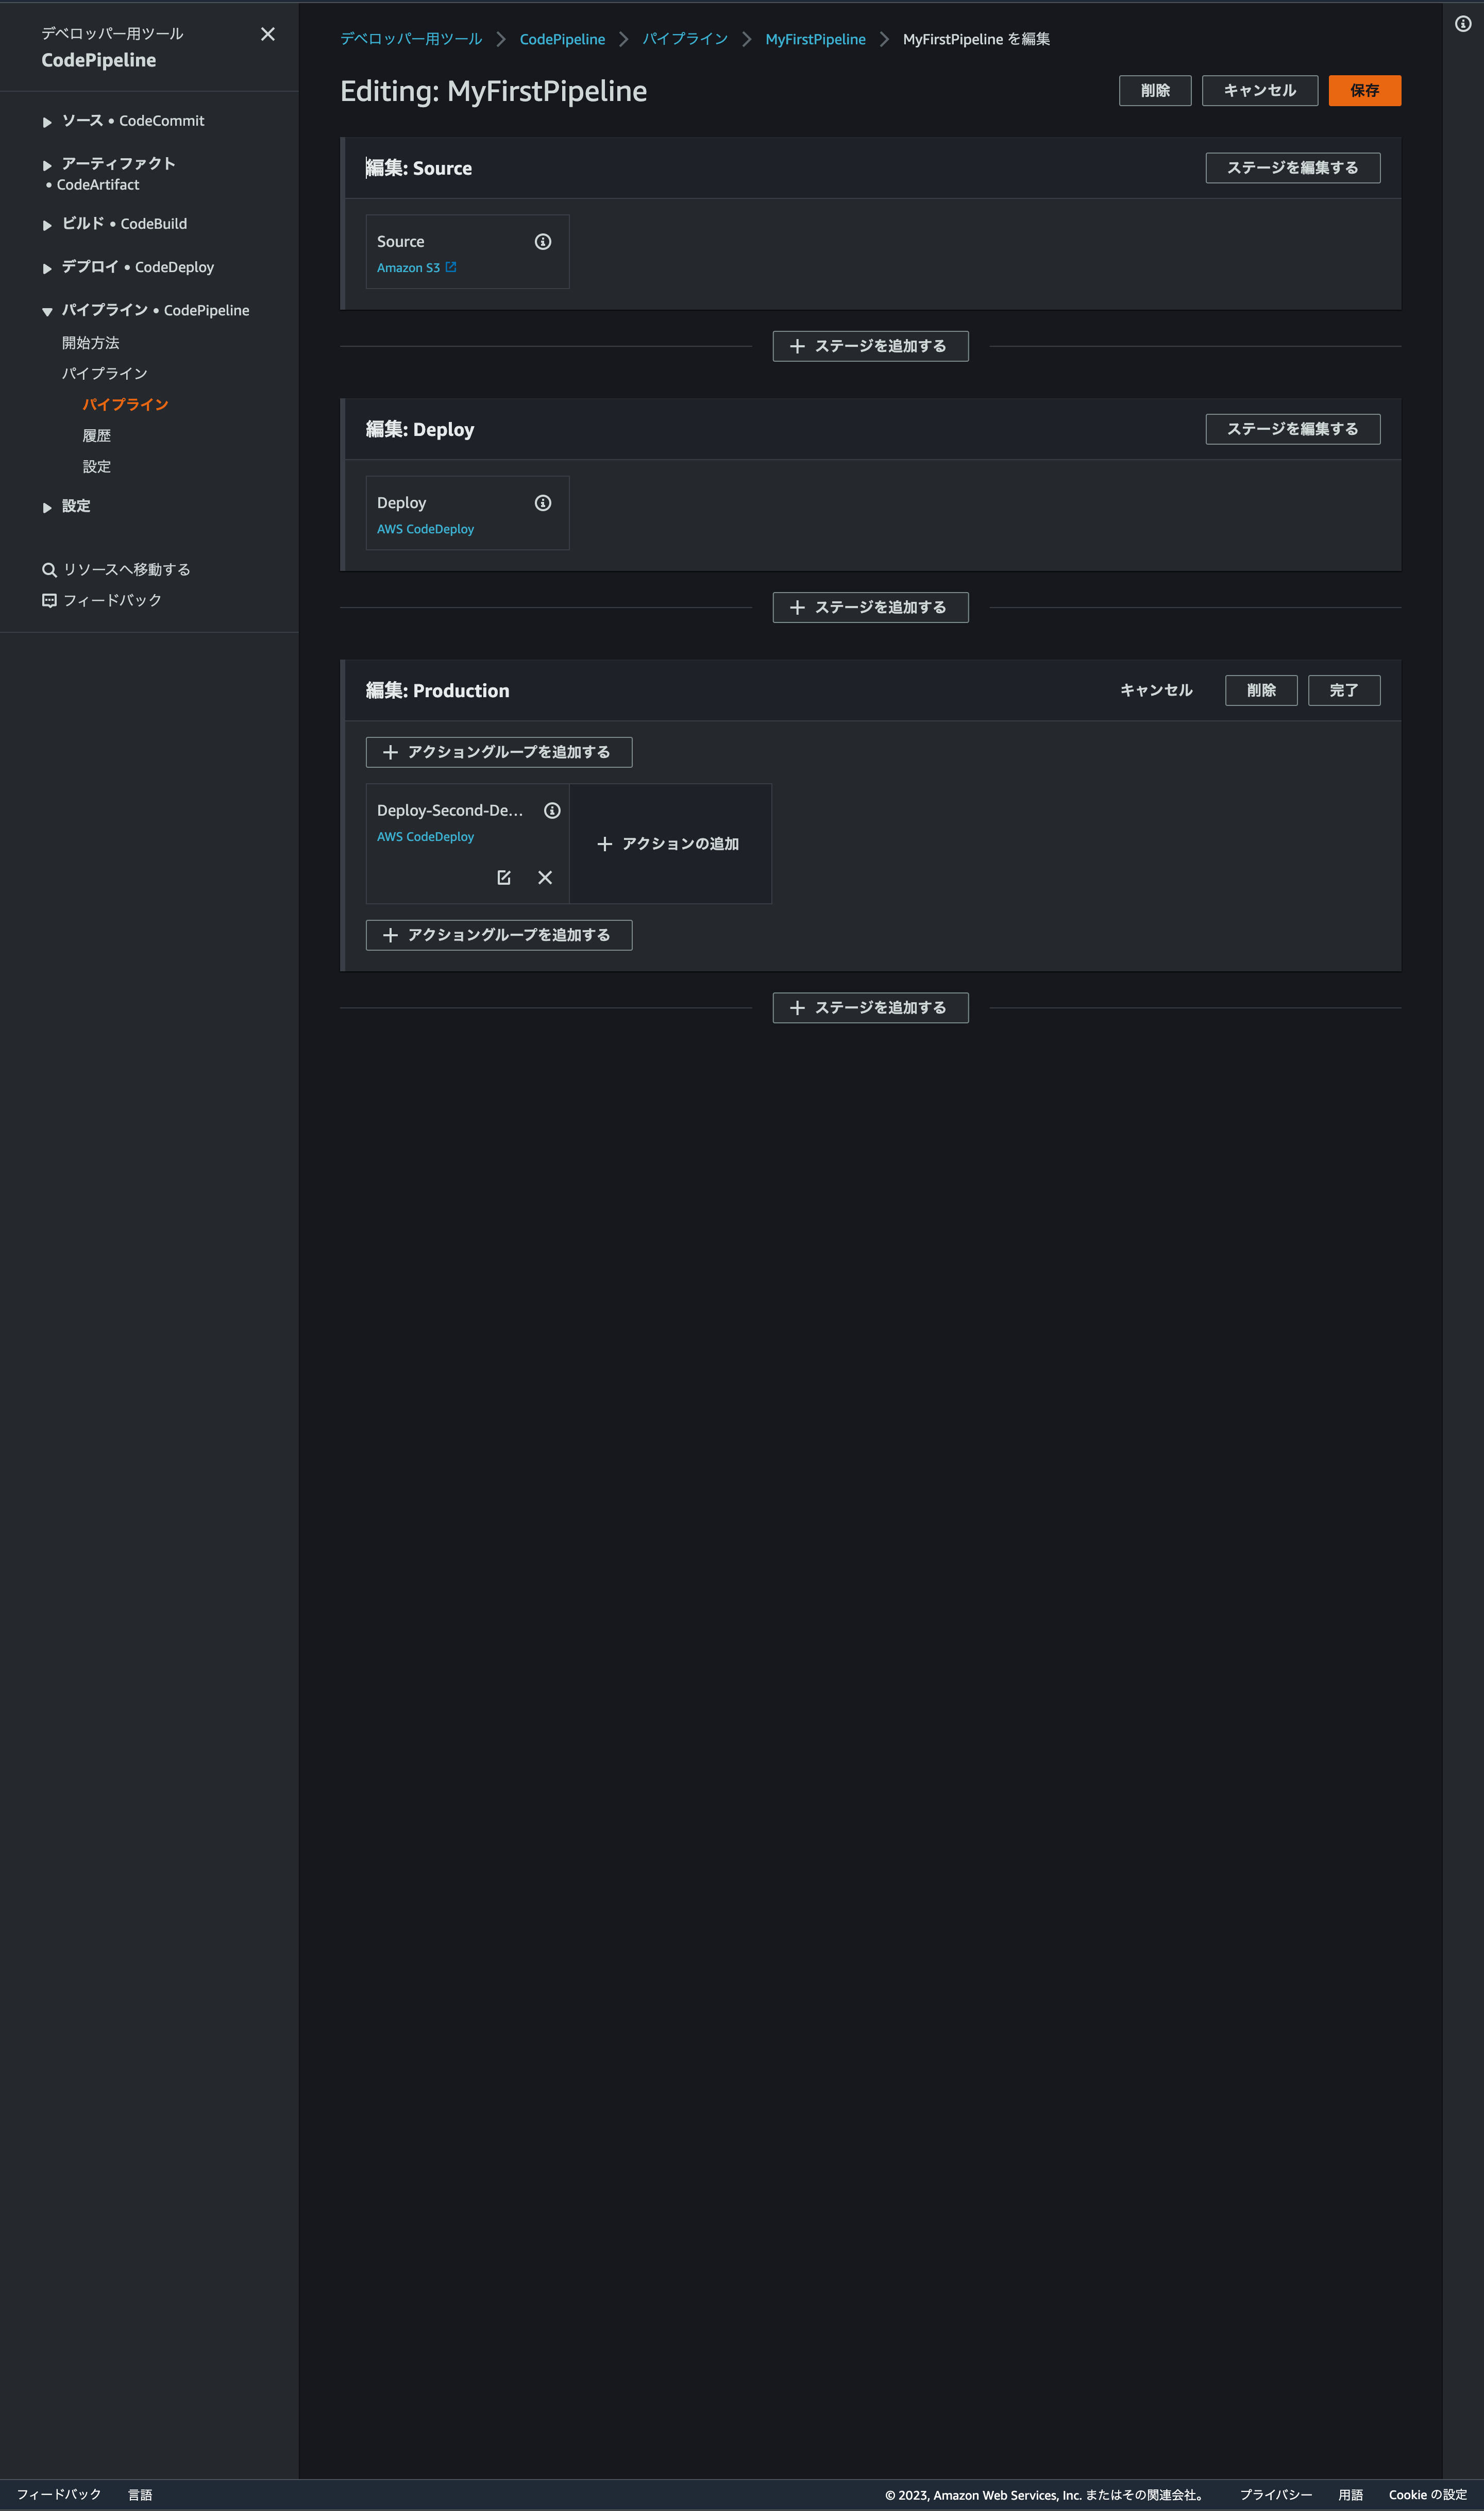 デベロッパー用ツール
CodePipeline
ソース • CodeCommit
アーティファクト
• CodeArtifact
ビルド • CodeBuild
デプロイ • CodeDeploy
パイプライン • CodePipeline
開始方法
パイプライン
パイプライン
履歴
設定
設定
リソースへ移動する
フィードバック
デベロッパー用ツール CodePipeline パイプライン MyFirstPipeline MyFirstPipeline を編集
Editing: MyFirstPipeline 削除 キャンセル 保存
編集: Source ステージを編集する
Source
Amazon S3
ステージを追加する
編集: Deploy ステージを編集する
Deploy
AWS CodeDeploy
ステージを追加する
編集: Production キャンセル 削除 完了
アクショングループを追加する
Deploy-Second-De...
AWS CodeDeploy
アクションの追加
アクショングループを追加する
ステージを追加する
フィードバック 言語 © 2023, Amazon Web Services, Inc. またはその関連会社。 プライバシー 用語 Cookie の設定